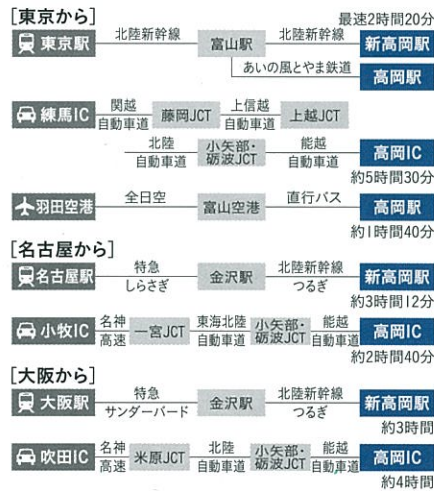 [東京から]
最速2時間20分
東京駅 北陸新幹線 富山駅 北陸新幹線 新高岡駅
あいの風とやま鉄道 高岡駅
練馬IC 関越自動車道 藤岡JCT 上信越自動車道 上越JCT
北陸自動車道 小矢部・砺波JCT 能越自動車道 高岡IC
約5時間30分
羽田空港 全日空 富山空港 直行バス 高岡駅
約1時間40分
[名古屋から]
名古屋駅 特急しらさぎ 金沢駅 北陸新幹線つるぎ 新高岡駅
約3時間12分
小牧IC 名神高速 一宮JCT 東海北陸自動車道 小矢部・砺波JCT 能越自動車道 高岡IC
約2時間40分
[大阪から]
大阪駅 特急サンダーバード 金沢駅 北陸新幹線つるぎ 新高岡駅
約3時間
吹田IC 名神高速 米原JCT 北陸自動車道 小矢部・砺波JCT 能越自動車道 高岡IC
約4時間